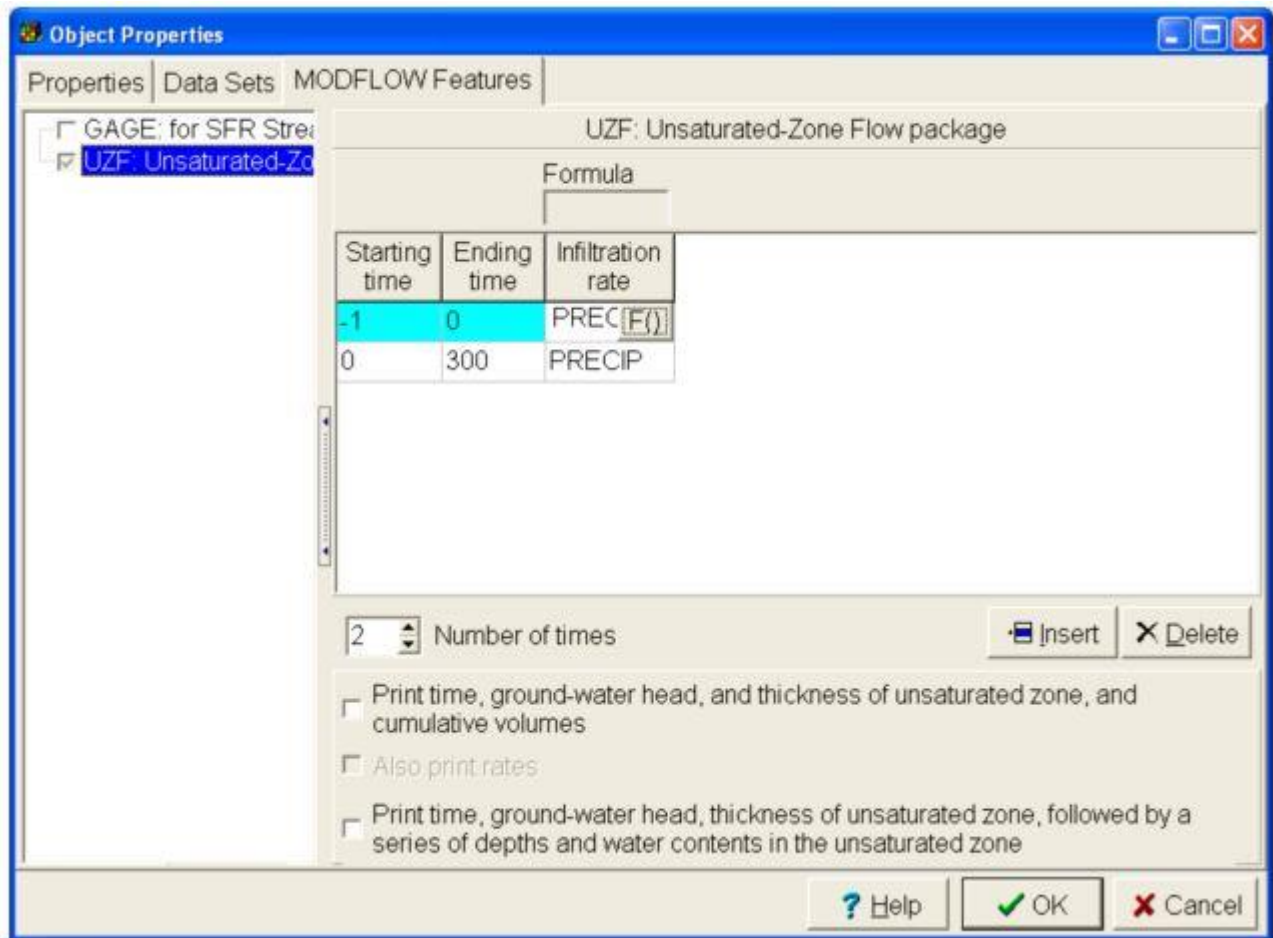 Object Properties
Properties Data Sets MODFLOW Features
GAGE: for SFR Strea
UZF: Unsaturated-Zo
UZF: Unsaturated-Zone Flow package
Formula
Starting time Ending time Infiltration rate
-1 0 PREC F()
0 300 PRECIP
2 Number of times
Insert Delete
Print time, ground-water head, and thickness of unsaturated zone, and
cumulative volumes
Also print rates
Print time, ground-water head, thickness of unsaturated zone, followed by a
series of depths and water contents in the unsaturated zone
? Help OK Cancel